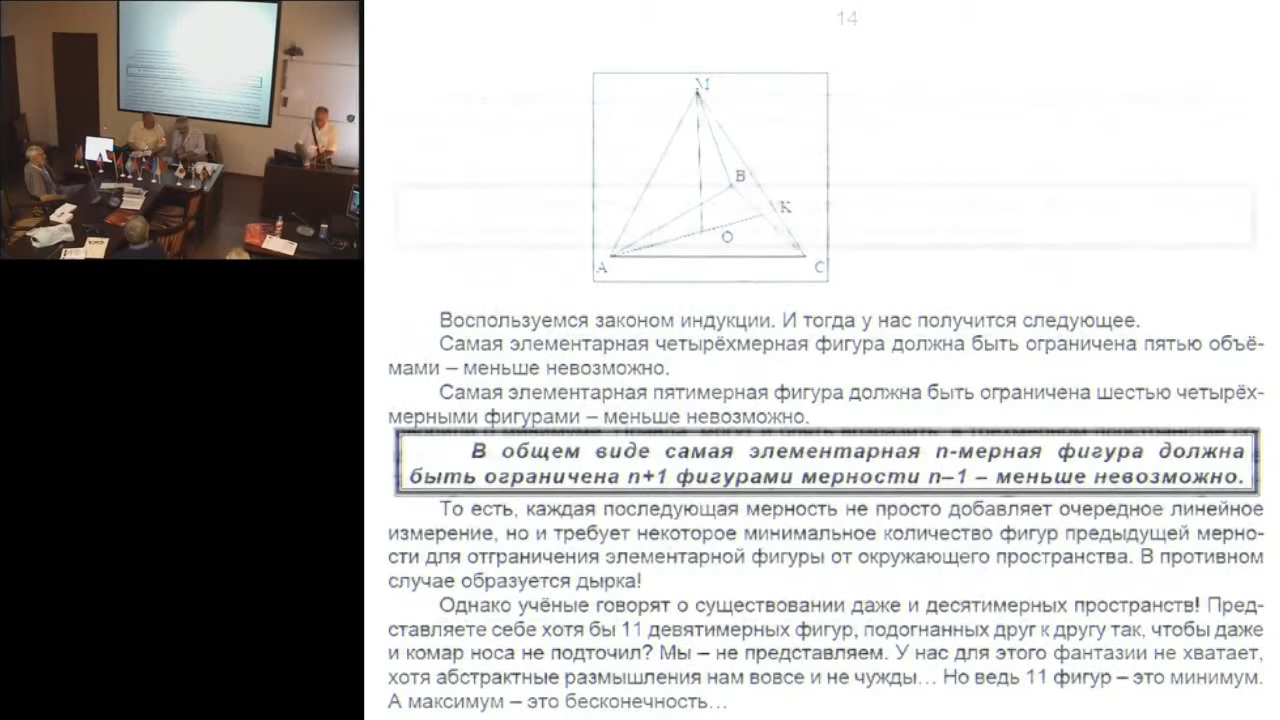 14
M
B
K
O
A
C
Воспользуемся законом индукции. И тогда у нас получится следующее.
Самая элементарная четырёхмерная фигура должна быть ограничена пятью объё-
мами – меньше невозможно.
Самая элементарная пятимерная фигура должна быть ограничена шестью четырёх-
мерными фигурами – меньше невозможно.
В общем виде самая элементарная n-мерная фигура должна
быть ограничена n+1 фигурами мерности n–1 – меньше невозможно.
То есть, каждая последующая мерность не просто добавляет очередное линейное
измерение, но и требует некоторое минимальное количество фигур предыдущей мерно-
сти для отграничения элементарной фигуры от окружающего пространства. В противном
случае образуется дырка!
Однако учёные говорят о существовании даже и десятимерных пространств! Пред-
ставляете себе хотя бы 11 девятимерных фигур, подогнанных друг к другу так, чтобы даже
и комар носа не подточил? Мы – не представляем. У нас для этого фантазии не хватает,
хотя абстрактные размышления нам вовсе и не чужды... Но ведь 11 фигур – это минимум.
А максимум – это бесконечность...